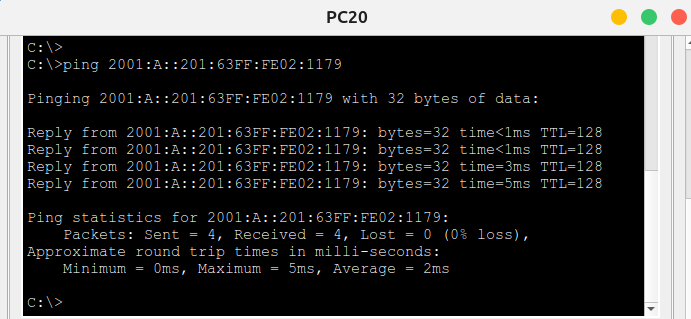 PC20
C:\>
C:\>ping 2001:A::201:63FF:FE02:1179
Pinging 2001:A::201:63FF:FE02:1179 with 32 bytes of data:
Reply from 2001:A::201:63FF:FE02:1179: bytes=32 time<1ms TTL=128
Reply from 2001:A::201:63FF:FE02:1179: bytes=32 time<1ms TTL=128
Reply from 2001:A::201:63FF:FE02:1179: bytes=32 time=3ms TTL=128
Reply from 2001:A::201:63FF:FE02:1179: bytes=32 time=5ms TTL=128
Ping statistics for 2001:A::201:63FF:FE02:1179:
Packets: Sent = 4, Received = 4, Lost = 0 (0% loss),
Approximate round trip times in milli-seconds:
Minimum = 0ms, Maximum = 5ms, Average = 2ms
C:\>